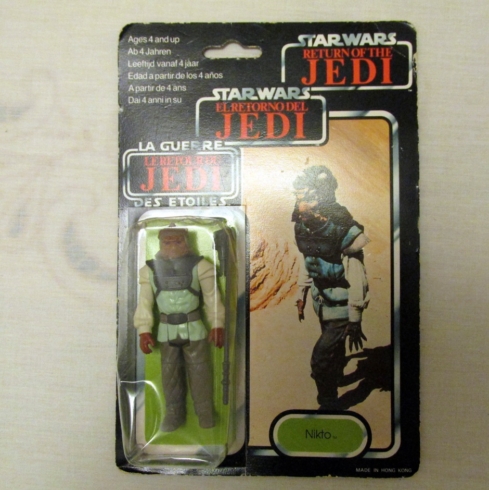 Ages 4 and up
Ab 4 Jahren
Leeftijd vanaf 4 jáar
Edad a partir de los 4 años
A partir de 4 ans
Dai 4 anni in su
STAR WARS
RETURN OF THE
JEDI
STAR WARS
EL RETORNO DEL
JEDI
LA GUERRE
LE RETOUR DU
JEDI
DES ETOILES
Nikto
MADE IN HONG KONG